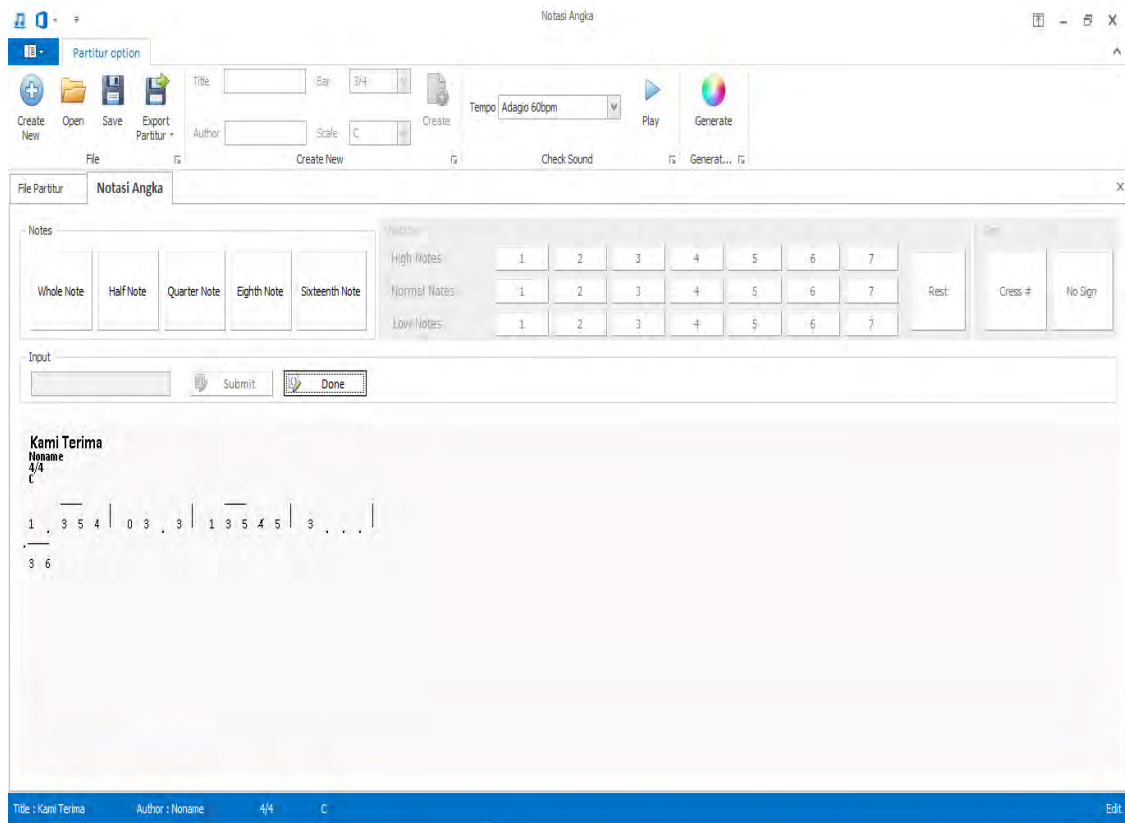 Notasi Angka
Partitur option
Create New
Open
Save
Export Partitur
File
Title
Bar 3/4
Author
Scale C
Create
Create New
Tempo Adagio 60bpm
Play
Check Sound
Generate
Generat...
File Partitur
Notasi Angka
Notes
Whole Note
Half Note
Quarter Note
Eighth Note
Sixteenth Note
High Notes 1 2 3 4 5 6 7
Normal Notes 1 2 3 4 5 6 7
Low Notes 1 2 3 4 5 6 7
Rest
Cress #
No Sign
Input
Submit
Done
Kami Terima
Noname
4/4
C
1 . 3 5 4 | 0 3 . 3 | 1 3 5 4 5 | 3 . . . |
3 6
Title : Kami Terima Author : Noname 4/4 C Edit